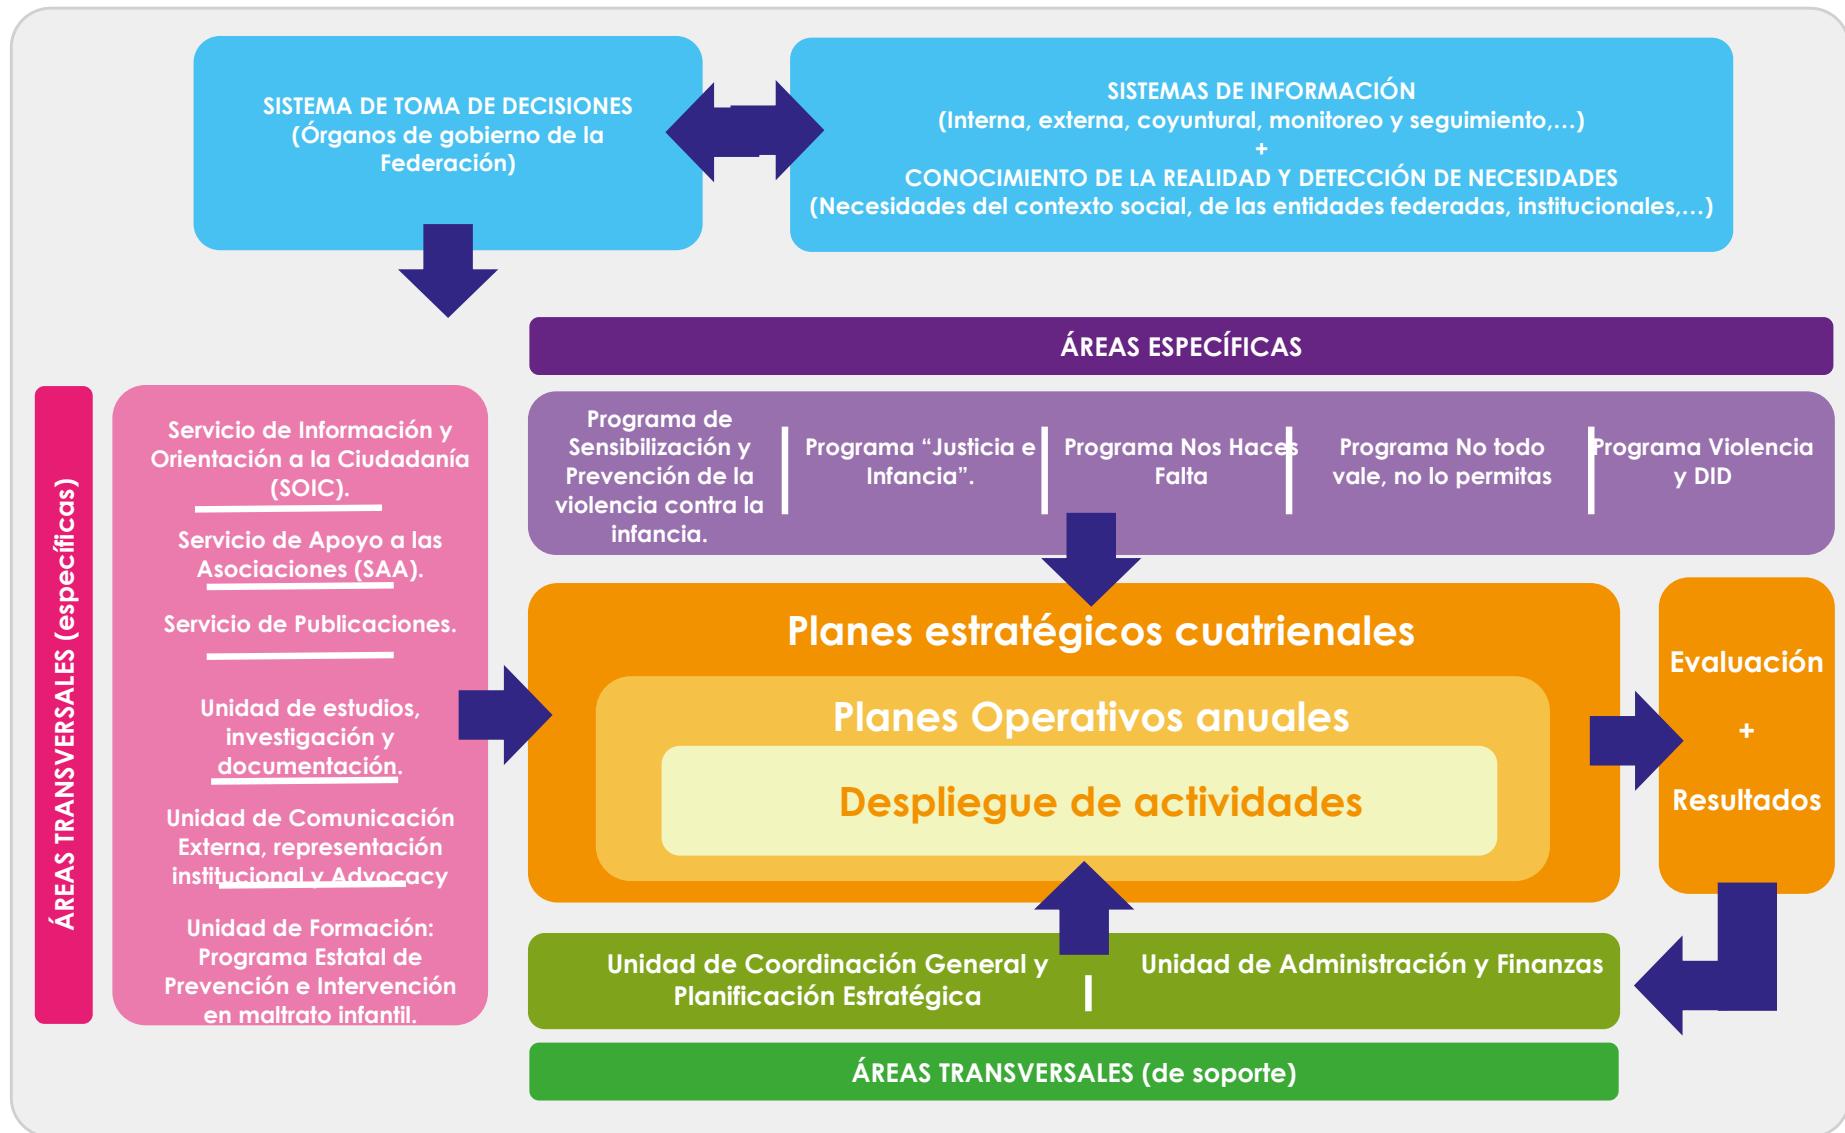 SISTEMA DE TOMA DE DECISIONES
(Órganos de gobierno de la
Federación)
SISTEMAS DE INFORMACIÓN
(Interna, externa, coyuntural, monitoreo y seguimiento,…)
+
CONOCIMIENTO DE LA REALIDAD Y DETECCIÓN DE NECESIDADES
(Necesidades del contexto social, de las entidades federadas, institucionales,…)
ÁREAS ESPECÍFICAS
Programa de
Sensibilización y
Prevención de la
violencia contra la
infancia.
Programa “Justicia e
Infancia”.
Programa Nos Haces
Falta
Programa No todo
vale, no lo permitas
Programa Violencia
y DID
ÁREAS TRANSVERSALES (específicas)
Servicio de Información y
Orientación a la Ciudadanía
(SOIC).
Servicio de Apoyo a las
Asociaciones (SAA).
Servicio de Publicaciones.
Unidad de estudios,
investigación y
documentación.
Unidad de Comunicación
Externa, representación
institucional y Advocacy
Unidad de Formación:
Programa Estatal de
Prevención e Intervención
en maltrato infantil.
Planes estratégicos cuatrienales
Planes Operativos anuales
Despliegue de actividades
Evaluación
+
Resultados
Unidad de Coordinación General y
Planificación Estratégica
Unidad de Administración y Finanzas
ÁREAS TRANSVERSALES (de soporte)